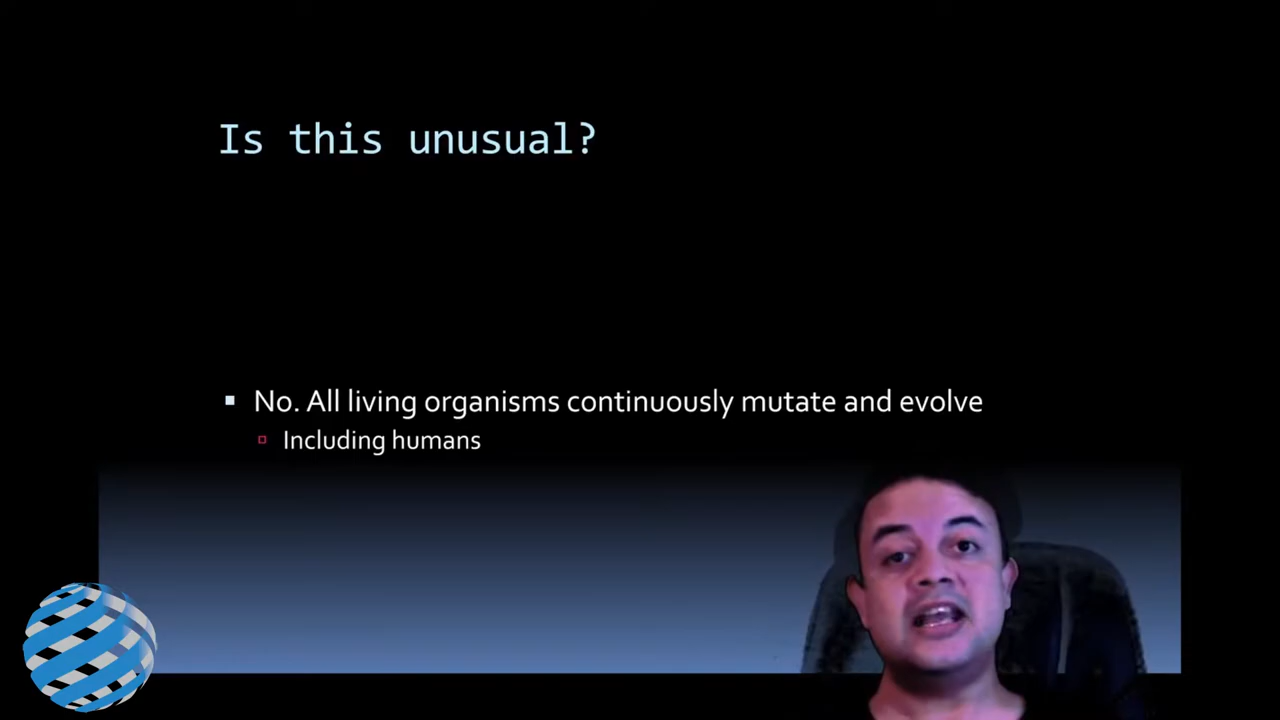 Is this unusual?
No. All living organisms continuously mutate and evolve
Including humans